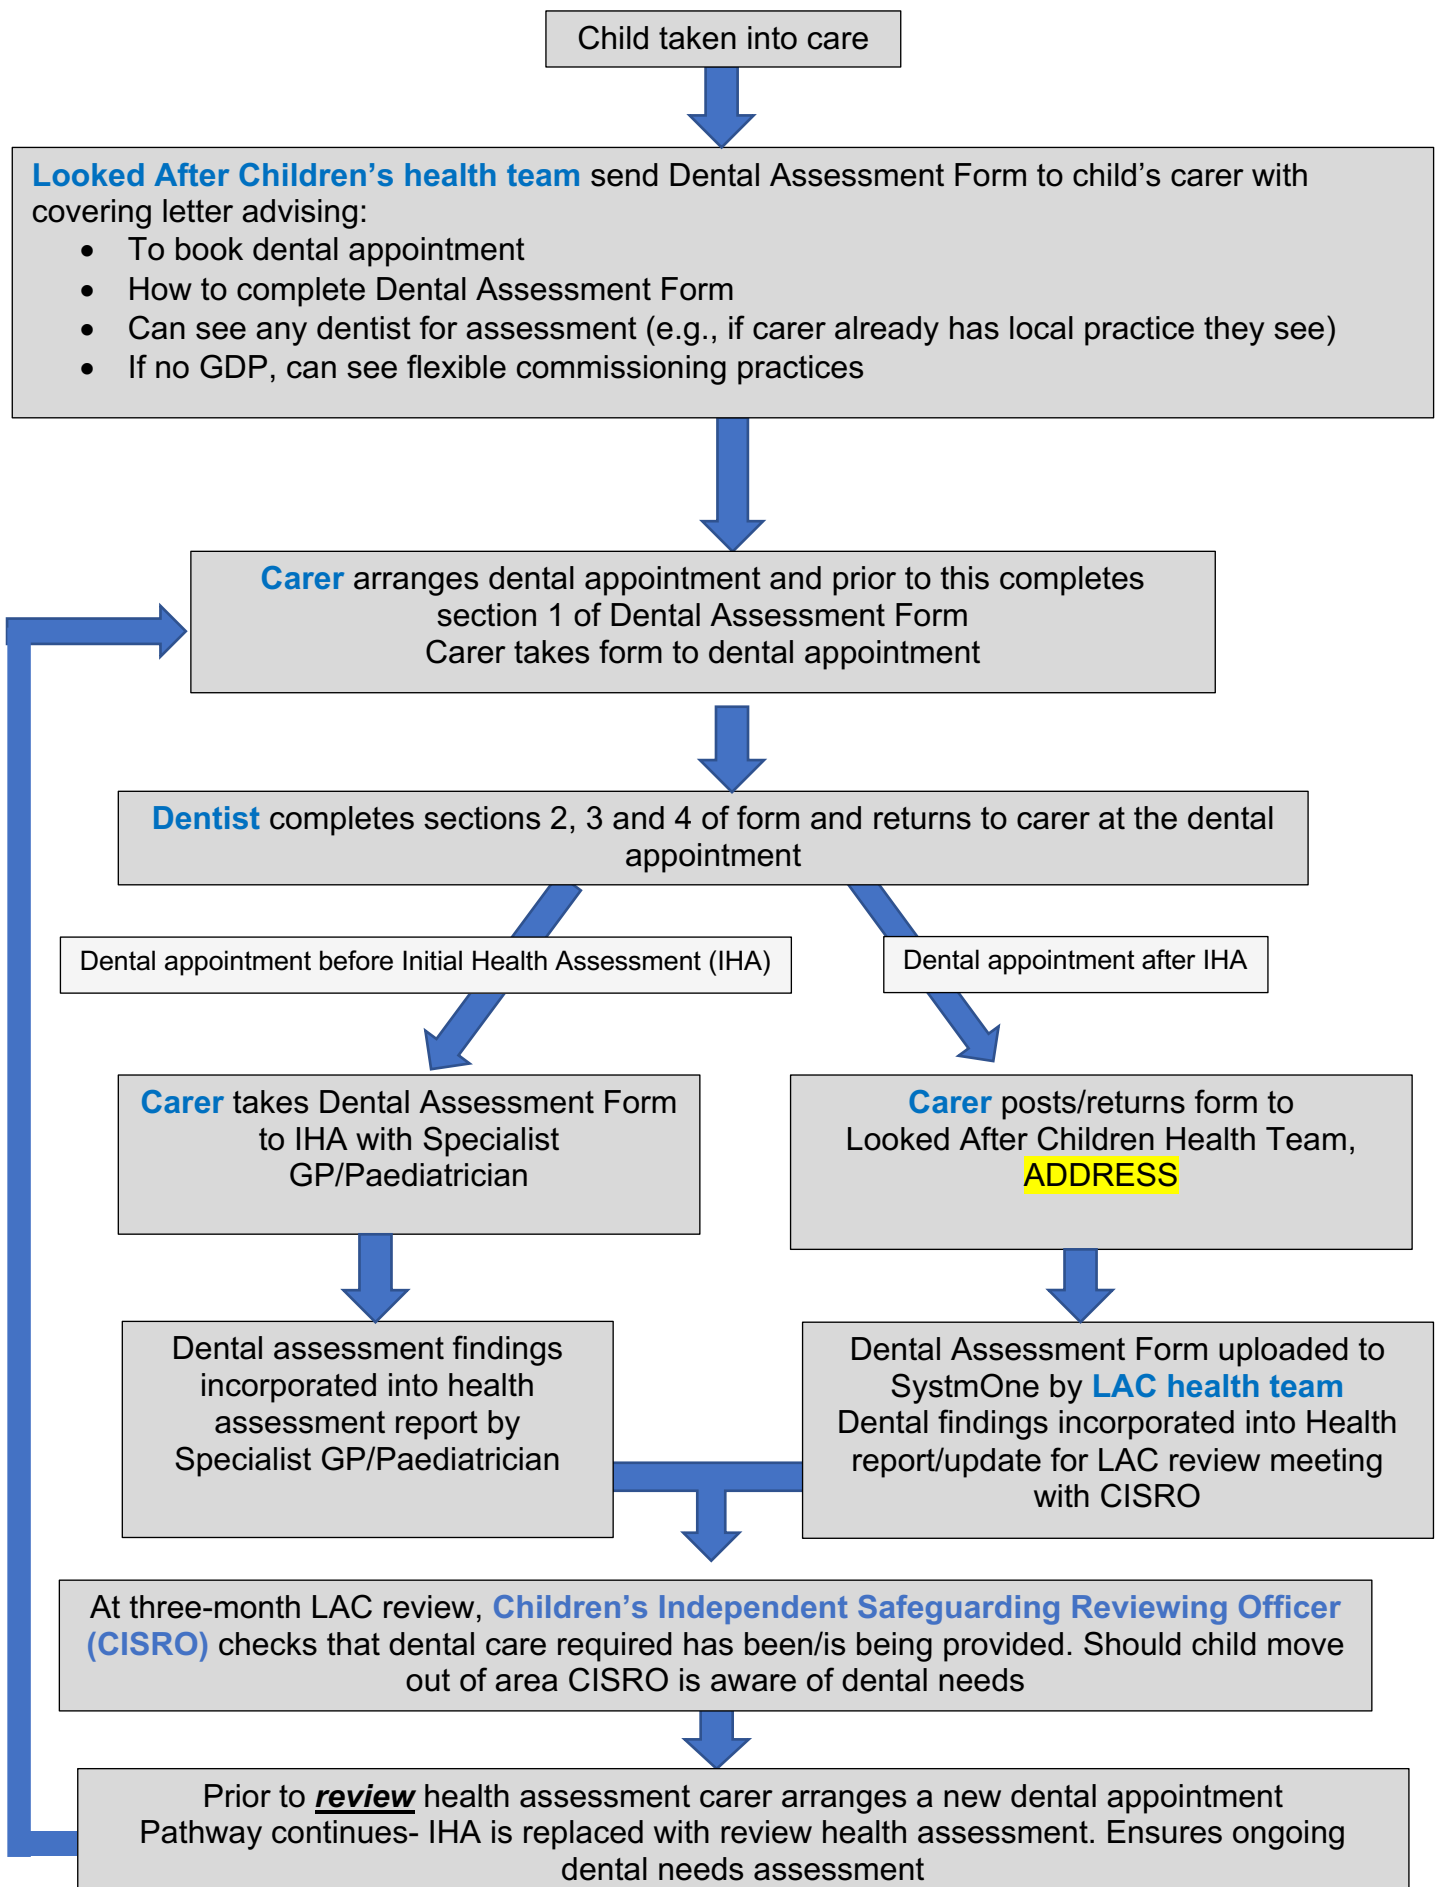 Child taken into care
Looked After Children’s health team send Dental Assessment Form to child’s carer with
covering letter advising:
• To book dental appointment
• How to complete Dental Assessment Form
• Can see any dentist for assessment (e.g., if carer already has local practice they see)
• If no GDP, can see flexible commissioning practices
Carer arranges dental appointment and prior to this completes
section 1 of Dental Assessment Form
Carer takes form to dental appointment
Dentist completes sections 2, 3 and 4 of form and returns to carer at the dental
appointment
Dental appointment before Initial Health Assessment (IHA)
Dental appointment after IHA
Carer takes Dental Assessment Form
to IHA with Specialist
GP/Paediatrician
Carer posts/returns form to
Looked After Children Health Team,
ADDRESS
Dental assessment findings
incorporated into health
assessment report by
Specialist GP/Paediatrician
Dental Assessment Form uploaded to
SystmOne by LAC health team
Dental findings incorporated into Health
report/update for LAC review meeting
with CISRO
At three-month LAC review, Children’s Independent Safeguarding Reviewing Officer
(CISRO) checks that dental care required has been/is being provided. Should child move
out of area CISRO is aware of dental needs
Prior to review health assessment carer arranges a new dental appointment
Pathway continues- IHA is replaced with review health assessment. Ensures ongoing
dental needs assessment